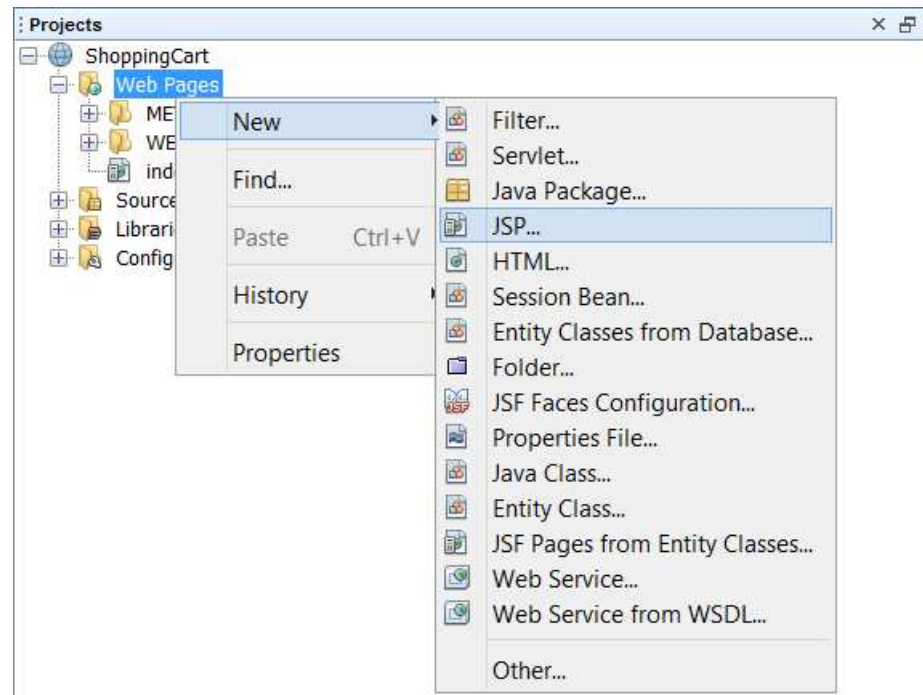 Projects
ShoppingCart
Web Pages
ME
WE
ind
Source
Librari
Config
New
Find...
Paste Ctrl+V
History
Properties
Filter...
Servlet...
Java Package...
JSP...
HTML...
Session Bean...
Entity Classes from Database...
Folder...
JSF Faces Configuration...
Properties File...
Java Class...
Entity Class...
JSF Pages from Entity Classes...
Web Service...
Web Service from WSDL...
Other...